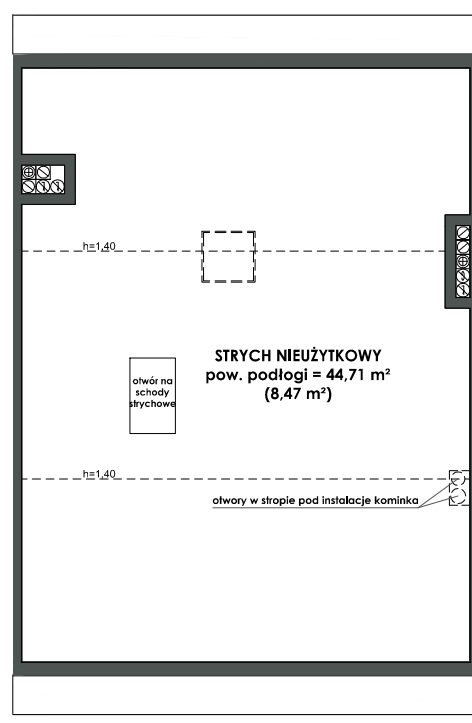 h=1,40
STRYCH NIEUŻYTKOWY
pow. podłogi = 44,71 m²
(8,47 m²)
otwór na
schody
strychowe
h=1,40
otwory w stropie pod instalacje kominka